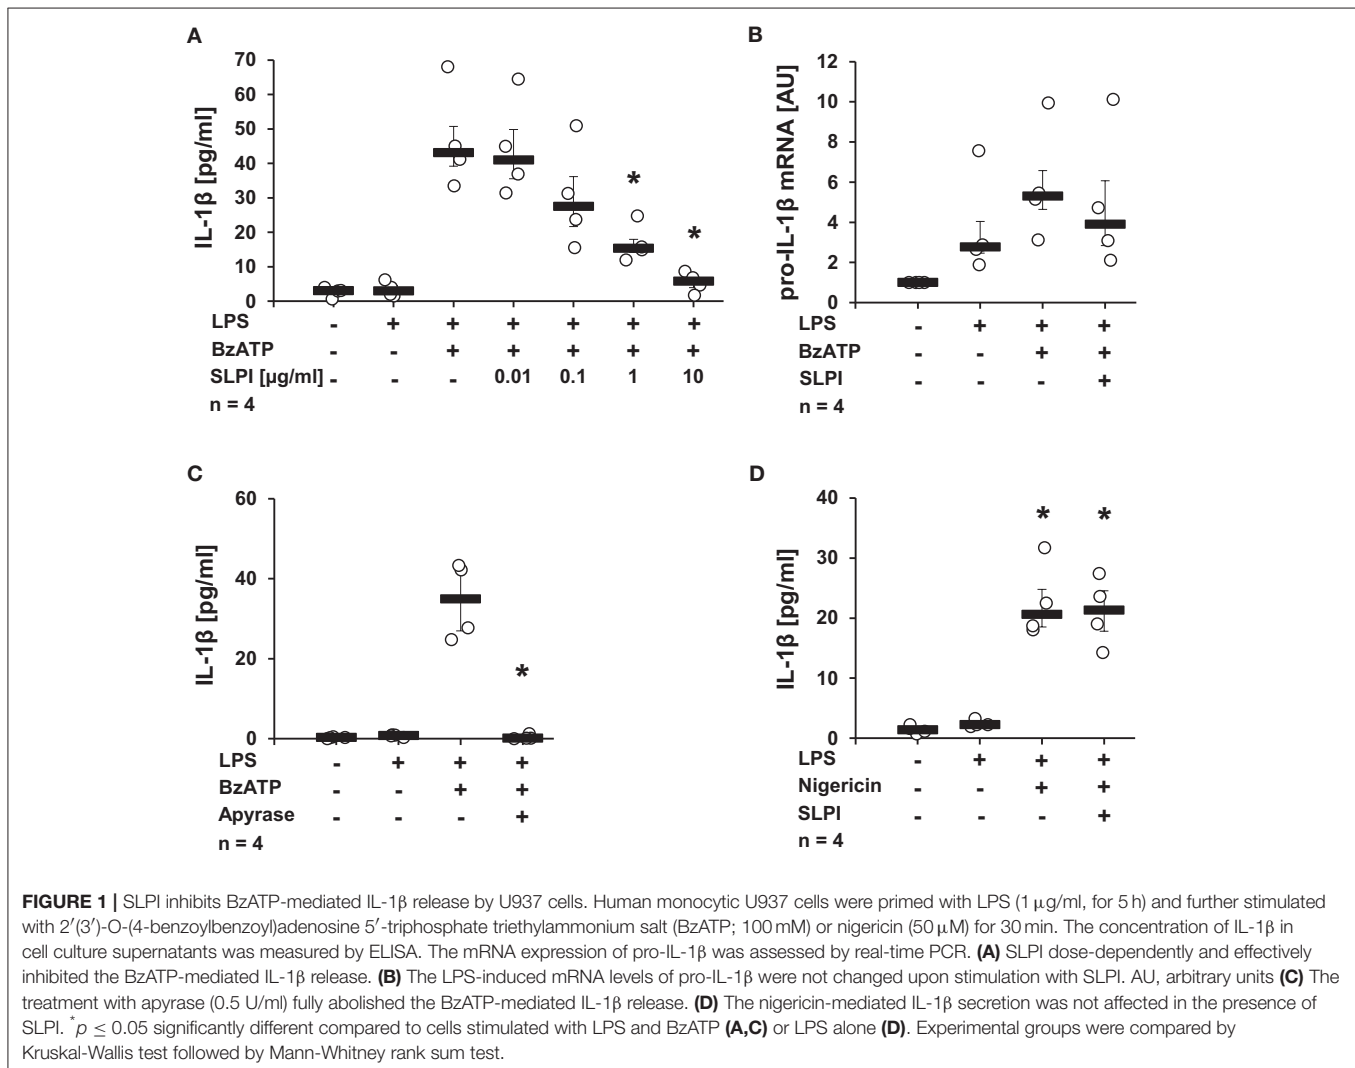 A
IL-1β [pg/ml]
70
60
50
40
30
20
10
0
* *
LPS - + + + + + +
BzATP - - + + + + +
SLPI [µg/ml] - - - 0.01 0.1 1 10
n = 4
B
pro-IL-1β mRNA [AU]
12
10
8
6
4
2
0
LPS - + + +
BzATP - - + +
SLPI - - - +
n = 4
C
IL-1β [pg/ml]
60
40
20
0
*
LPS - + + +
BzATP - - + +
Apyrase - - - +
n = 4
D
IL-1β [pg/ml]
40
30
20
10
0
* *
LPS - + + +
Nigericin - - + +
SLPI - - - +
n = 4
FIGURE 1 | SLPI inhibits BzATP-mediated IL-1β release by U937 cells. Human monocytic U937 cells were primed with LPS (1 µg/ml, for 5 h) and further stimulated
with 2′(3′)-O-(4-benzoylbenzoyl)adenosine 5′-triphosphate triethylammonium salt (BzATP; 100 mM) or nigericin (50 µM) for 30 min. The concentration of IL-1β in
cell culture supernatants was measured by ELISA. The mRNA expression of pro-IL-1β was assessed by real-time PCR. (A) SLPI dose-dependently and effectively
inhibited the BzATP-mediated IL-1β release. (B) The LPS-induced mRNA levels of pro-IL-1β were not changed upon stimulation with SLPI. AU, arbitrary units (C) The
treatment with apyrase (0.5 U/ml) fully abolished the BzATP-mediated IL-1β release. (D) The nigericin-mediated IL-1β secretion was not affected in the presence of
SLPI. *p ≤ 0.05 significantly different compared to cells stimulated with LPS and BzATP (A,C) or LPS alone (D). Experimental groups were compared by
Kruskal-Wallis test followed by Mann-Whitney rank sum test.